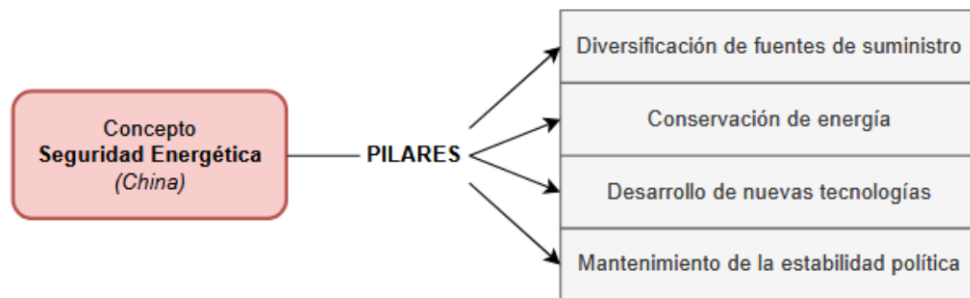 Concepto
Seguridad Energética
(China)
PILARES
Diversificación de fuentes de suministro
Conservación de energía
Desarrollo de nuevas tecnologías
Mantenimiento de la estabilidad política